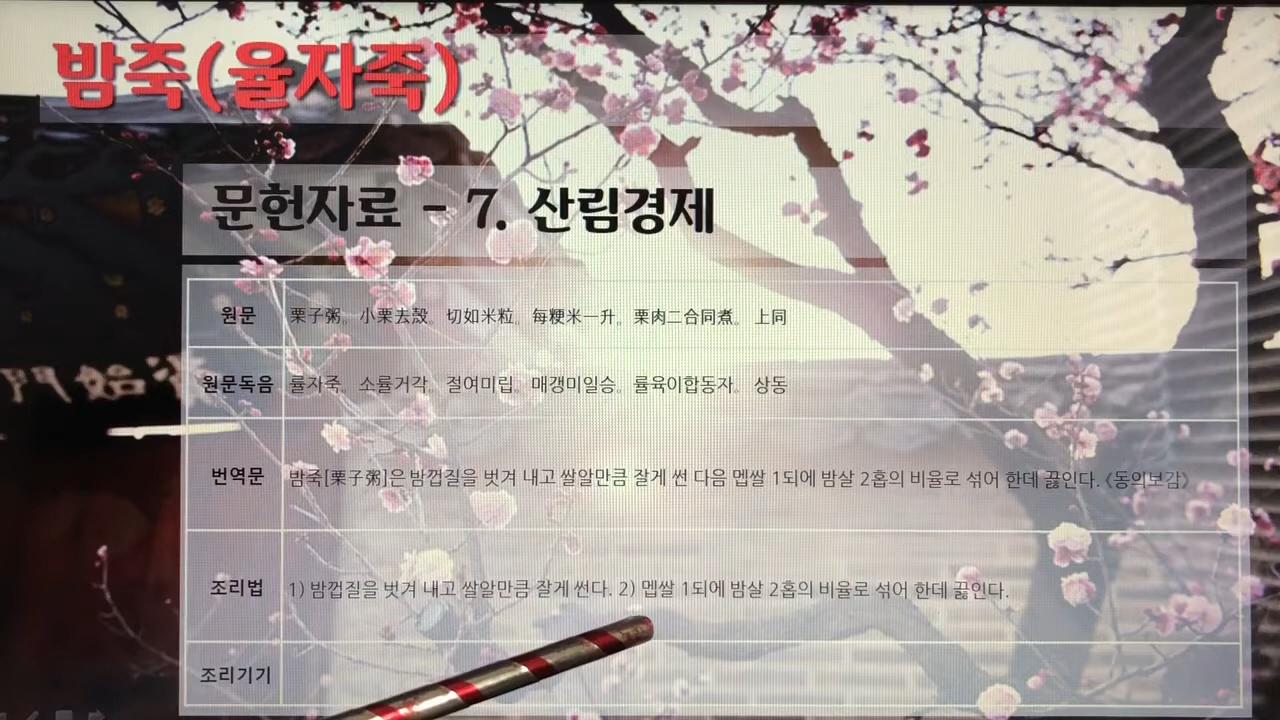 밤죽(율자죽)
문헌자료 - 7. 산림경제
원문 栗子粥。 小栗去殼。 切如米粒。 每粳米一升。 栗肉二合同煮。 上同
원문독음 률자죽。 소률거각。 절여미립。 매갱미일승。 률육이합동자。 상동
번역문 밤죽[栗子粥]은 밤껍질을 벗겨 내고 쌀알만큼 잘게 썬 다음 멥쌀 1되에 밤살 2홉의 비율로 섞어 한데 끓인다.《동의보감》
조리법 1) 밤껍질을 벗겨 내고 쌀알만큼 잘게 썬다. 2) 멥쌀 1되에 밤살 2홉의 비율로 섞어 한데 끓인다.
조리기기
門始